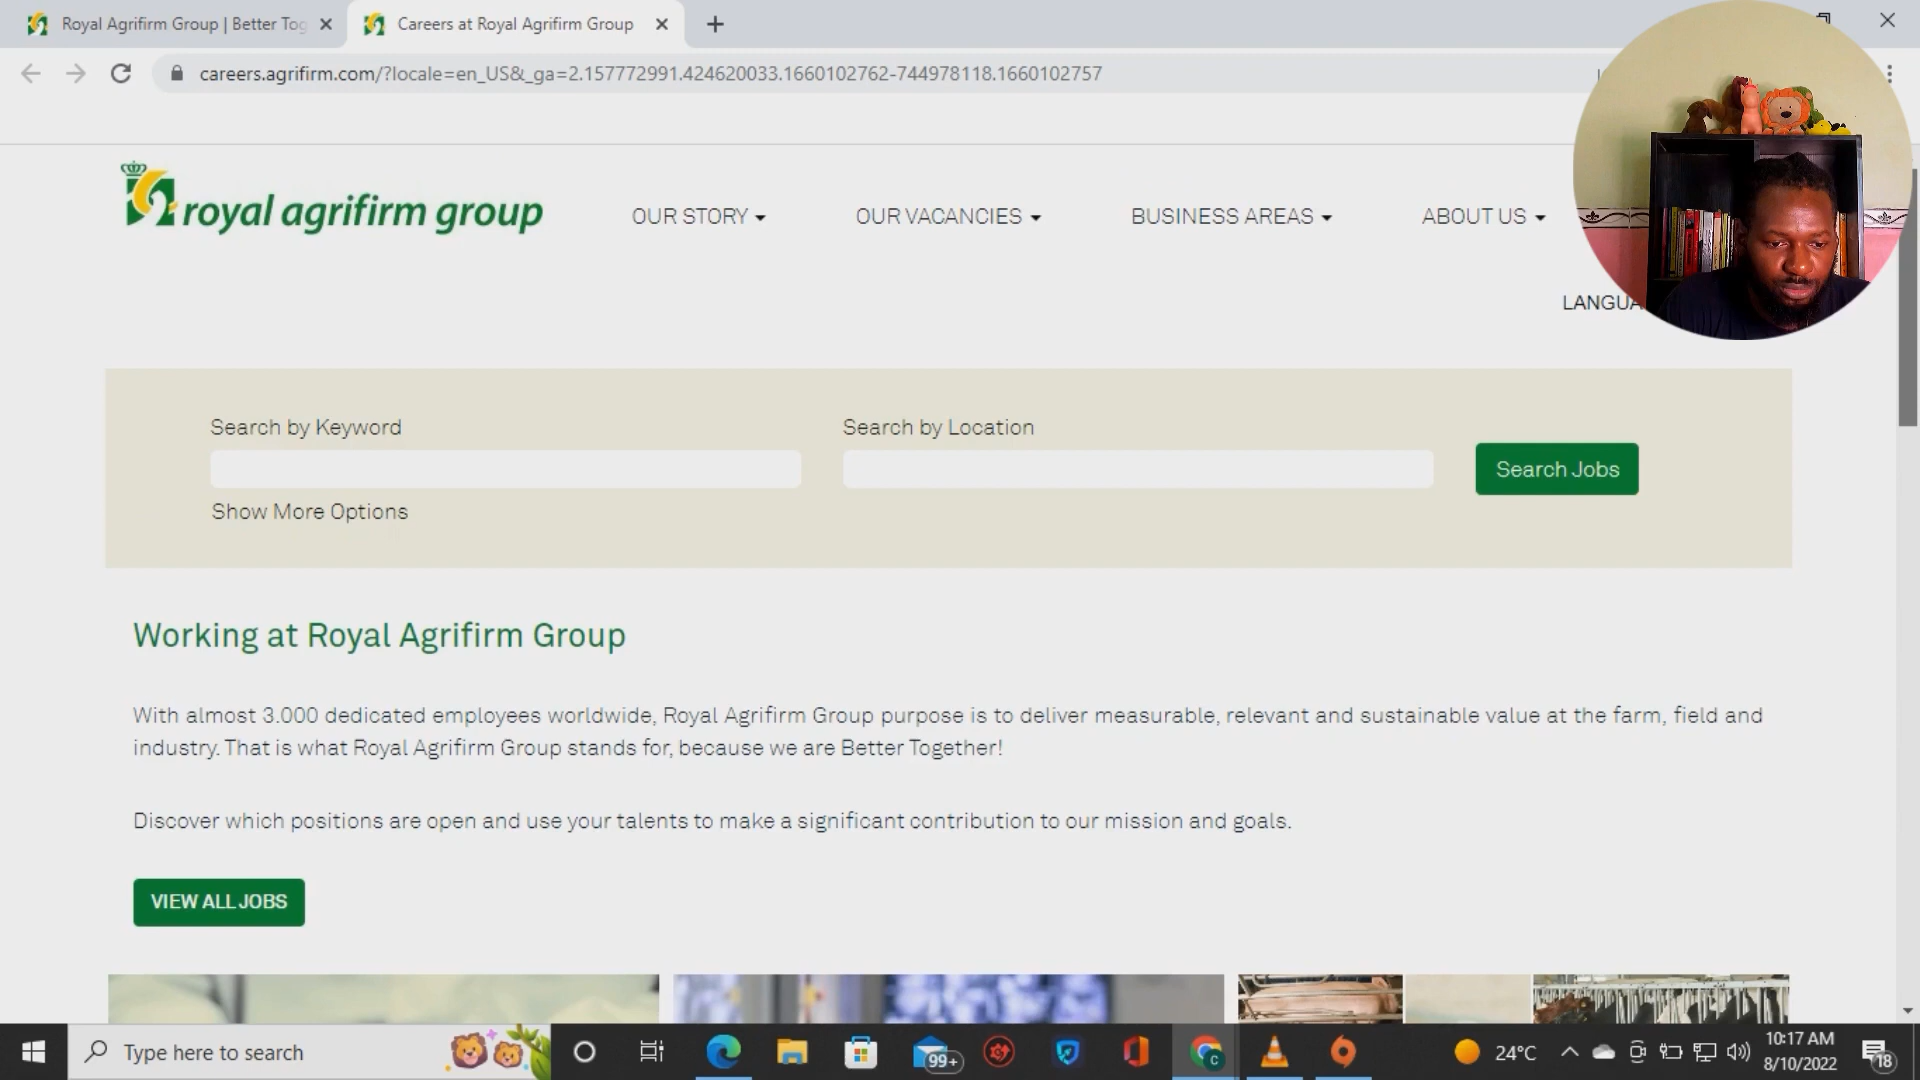 Royal Agrifirm Group | Better Tog
Careers at Royal Agrifirm Group
careers.agrifirm.com/?locale=en_US&_ga=2.157772991.424620033.1660102762-744978118.1660102757
royal agrifirm group
OUR STORY
OUR VACANCIES
BUSINESS AREAS
ABOUT US
LANGUA
Search by Keyword
Search by Location
Search Jobs
Show More Options
Working at Royal Agrifirm Group
With almost 3.000 dedicated employees worldwide, Royal Agrifirm Group purpose is to deliver measurable, relevant and sustainable value at the farm, field and
industry. That is what Royal Agrifirm Group stands for, because we are Better Together!
Discover which positions are open and use your talents to make a significant contribution to our mission and goals.
VIEW ALL JOBS
Type here to search
99+
C
24°C
10:17 AM
8/10/2022
18